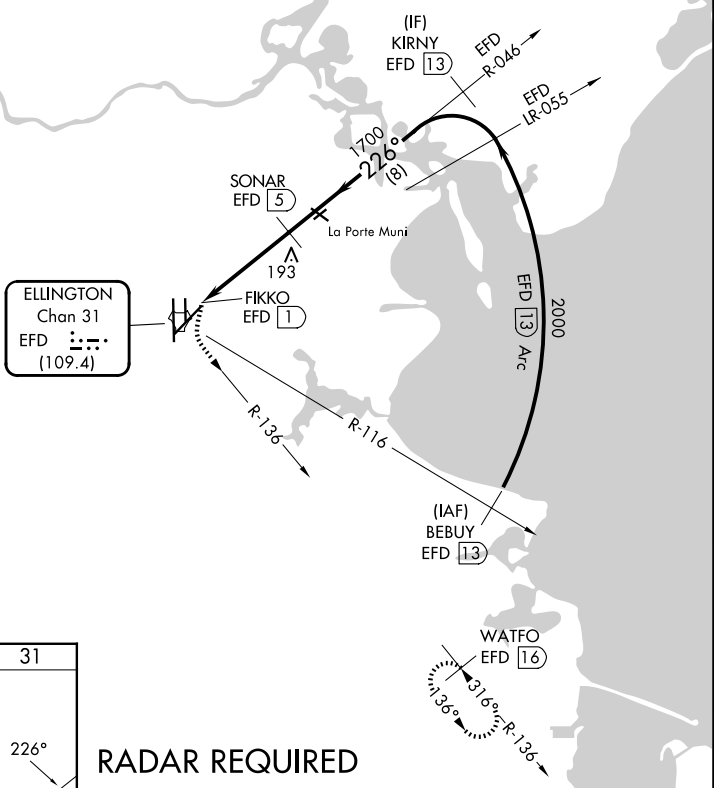 (IF)
KIRNY
EFD 13
EFD
R-046
EFD
LR-055
1700
226°
(8)
SONAR
EFD 5
La Porte Muni
193
ELLINGTON
Chan 31
EFD
(109.4)
FIKKO
EFD 1
EFD 13 Arc
2000
R-136
R-116
(IAF)
BEBUY
EFD 13
WATFO
EFD 16
136°
316°
R-136
31
226°
RADAR REQUIRED